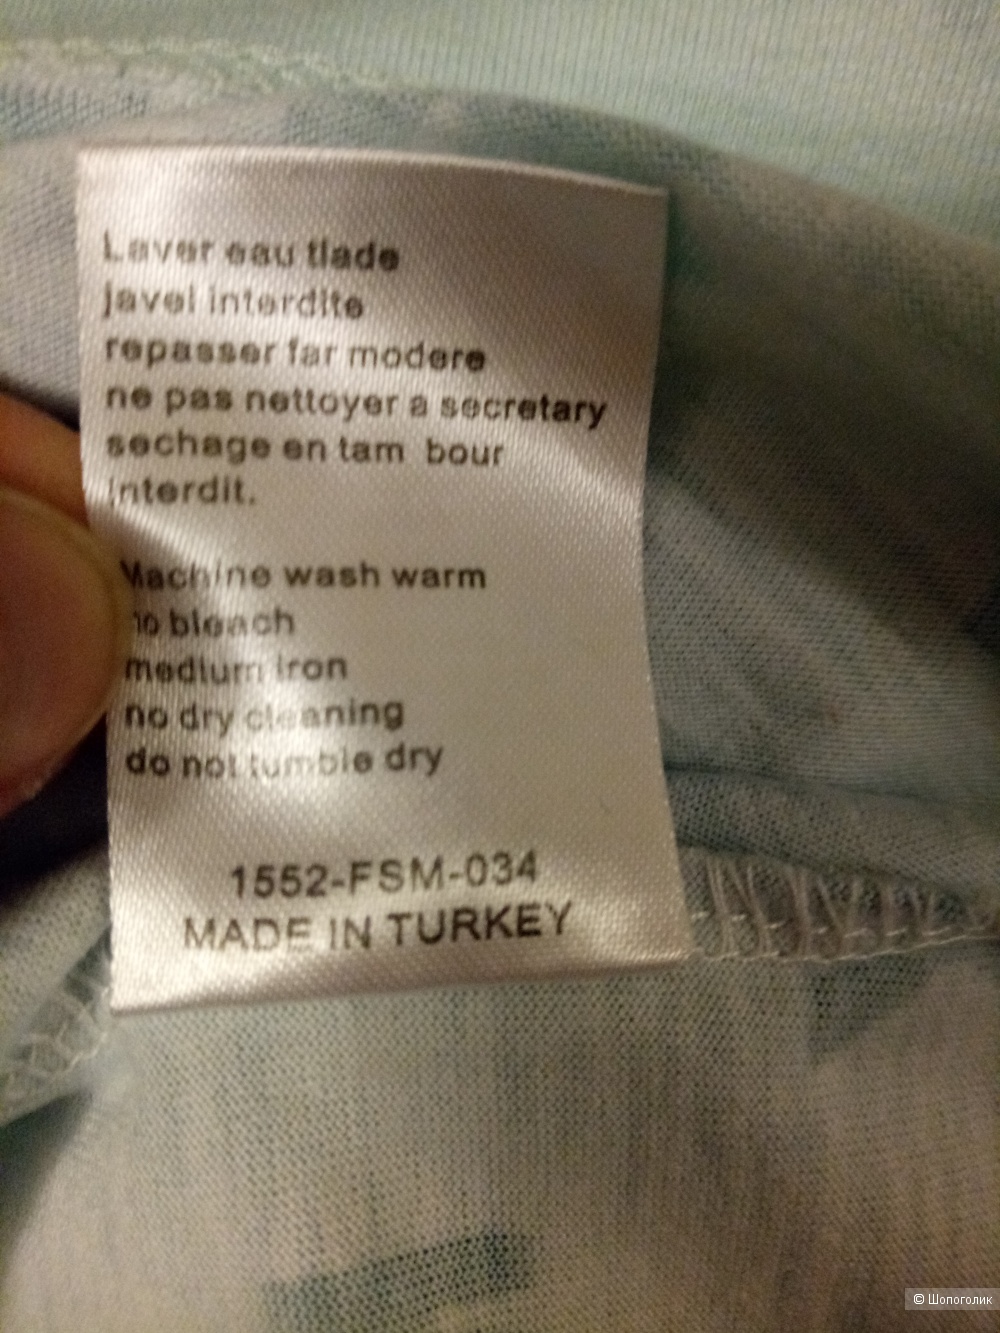 Laver eau tiade
javel interdite
repasser far modere
ne pas nettoyer a secretary
sechage en tam bour
interdit.
Machine wash warm
no bleach
medium iron
no dry cleaning
do not tumble dry
1552-FSM-034
MADE IN TURKEY
© Шопоголик